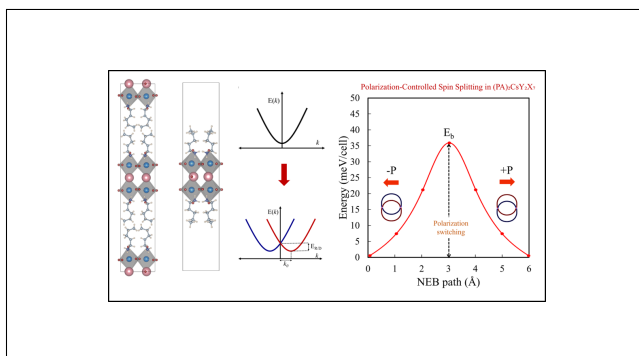 Polarization-Controlled Spin Splitting in (PA)₂CsY₂X₇
E(k)
k
E(k)
E_R/D
k₀
k
Energy (meV/cell)
50
45
40
35
30
25
20
15
10
5
0
E_b
-P
+P
Polarization
switching
0 1 2 3 4 5 6
NEB path (Å)